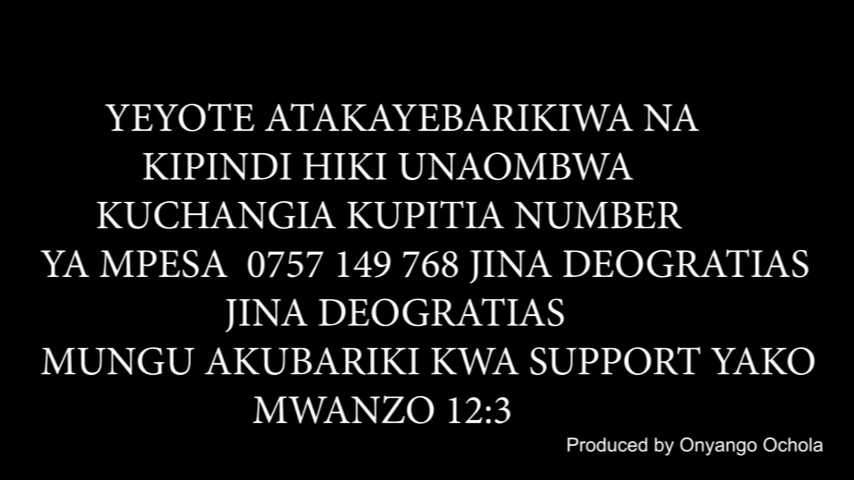 YEYOTE ATAKAYEBARIKIWA NA
KIPINDI HIKI UNAOMBWA
KUCHANGIA KUPITIA NUMBER
YA MPESA 0757 149 768 JINA DEOGRATIAS
JINA DEOGRATIAS
MUNGU AKUBARIKI KWA SUPPORT YAKO
MWANZO 12:3
Produced by Onyango Ochola